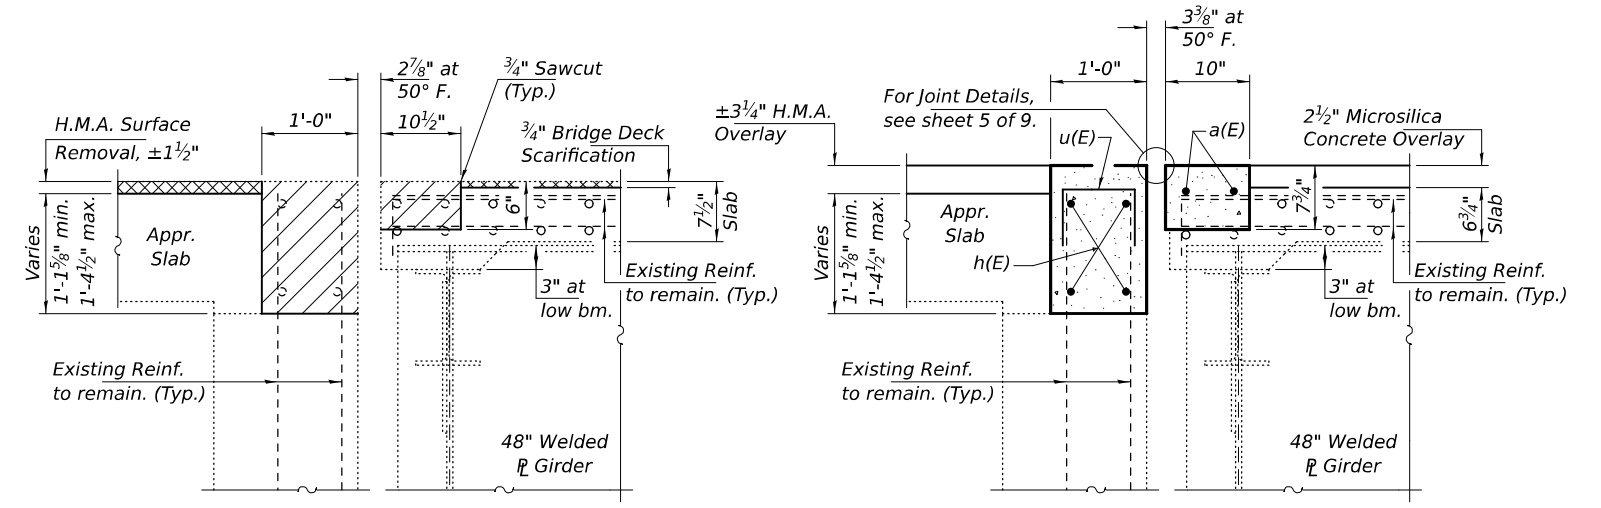 H.M.A. Surface
Removal, ±1½"
1'-0"
2⅞" at
50° F.
10½"
¾" Sawcut
(Typ.)
¾" Bridge Deck
Scarification
6"
7½"
Slab
Varies
1'-1⅝" min.
1'-4½" max.
Appr.
Slab
Existing Reinf.
to remain. (Typ.)
3" at
low bm.
Existing Reinf.
to remain. (Typ.)
48" Welded
PL Girder
±3¼" H.M.A.
Overlay
For Joint Details,
see sheet 5 of 9.
1'-0"
3⅜" at
50° F.
10"
u(E)
a(E)
2½" Microsilica
Concrete Overlay
7¾"
6¾"
Slab
Varies
1'-1⅝" min.
1'-4½" max.
Appr.
Slab
h(E)
Existing Reinf.
to remain. (Typ.)
3" at
low bm.
Existing Reinf.
to remain. (Typ.)
48" Welded
PL Girder